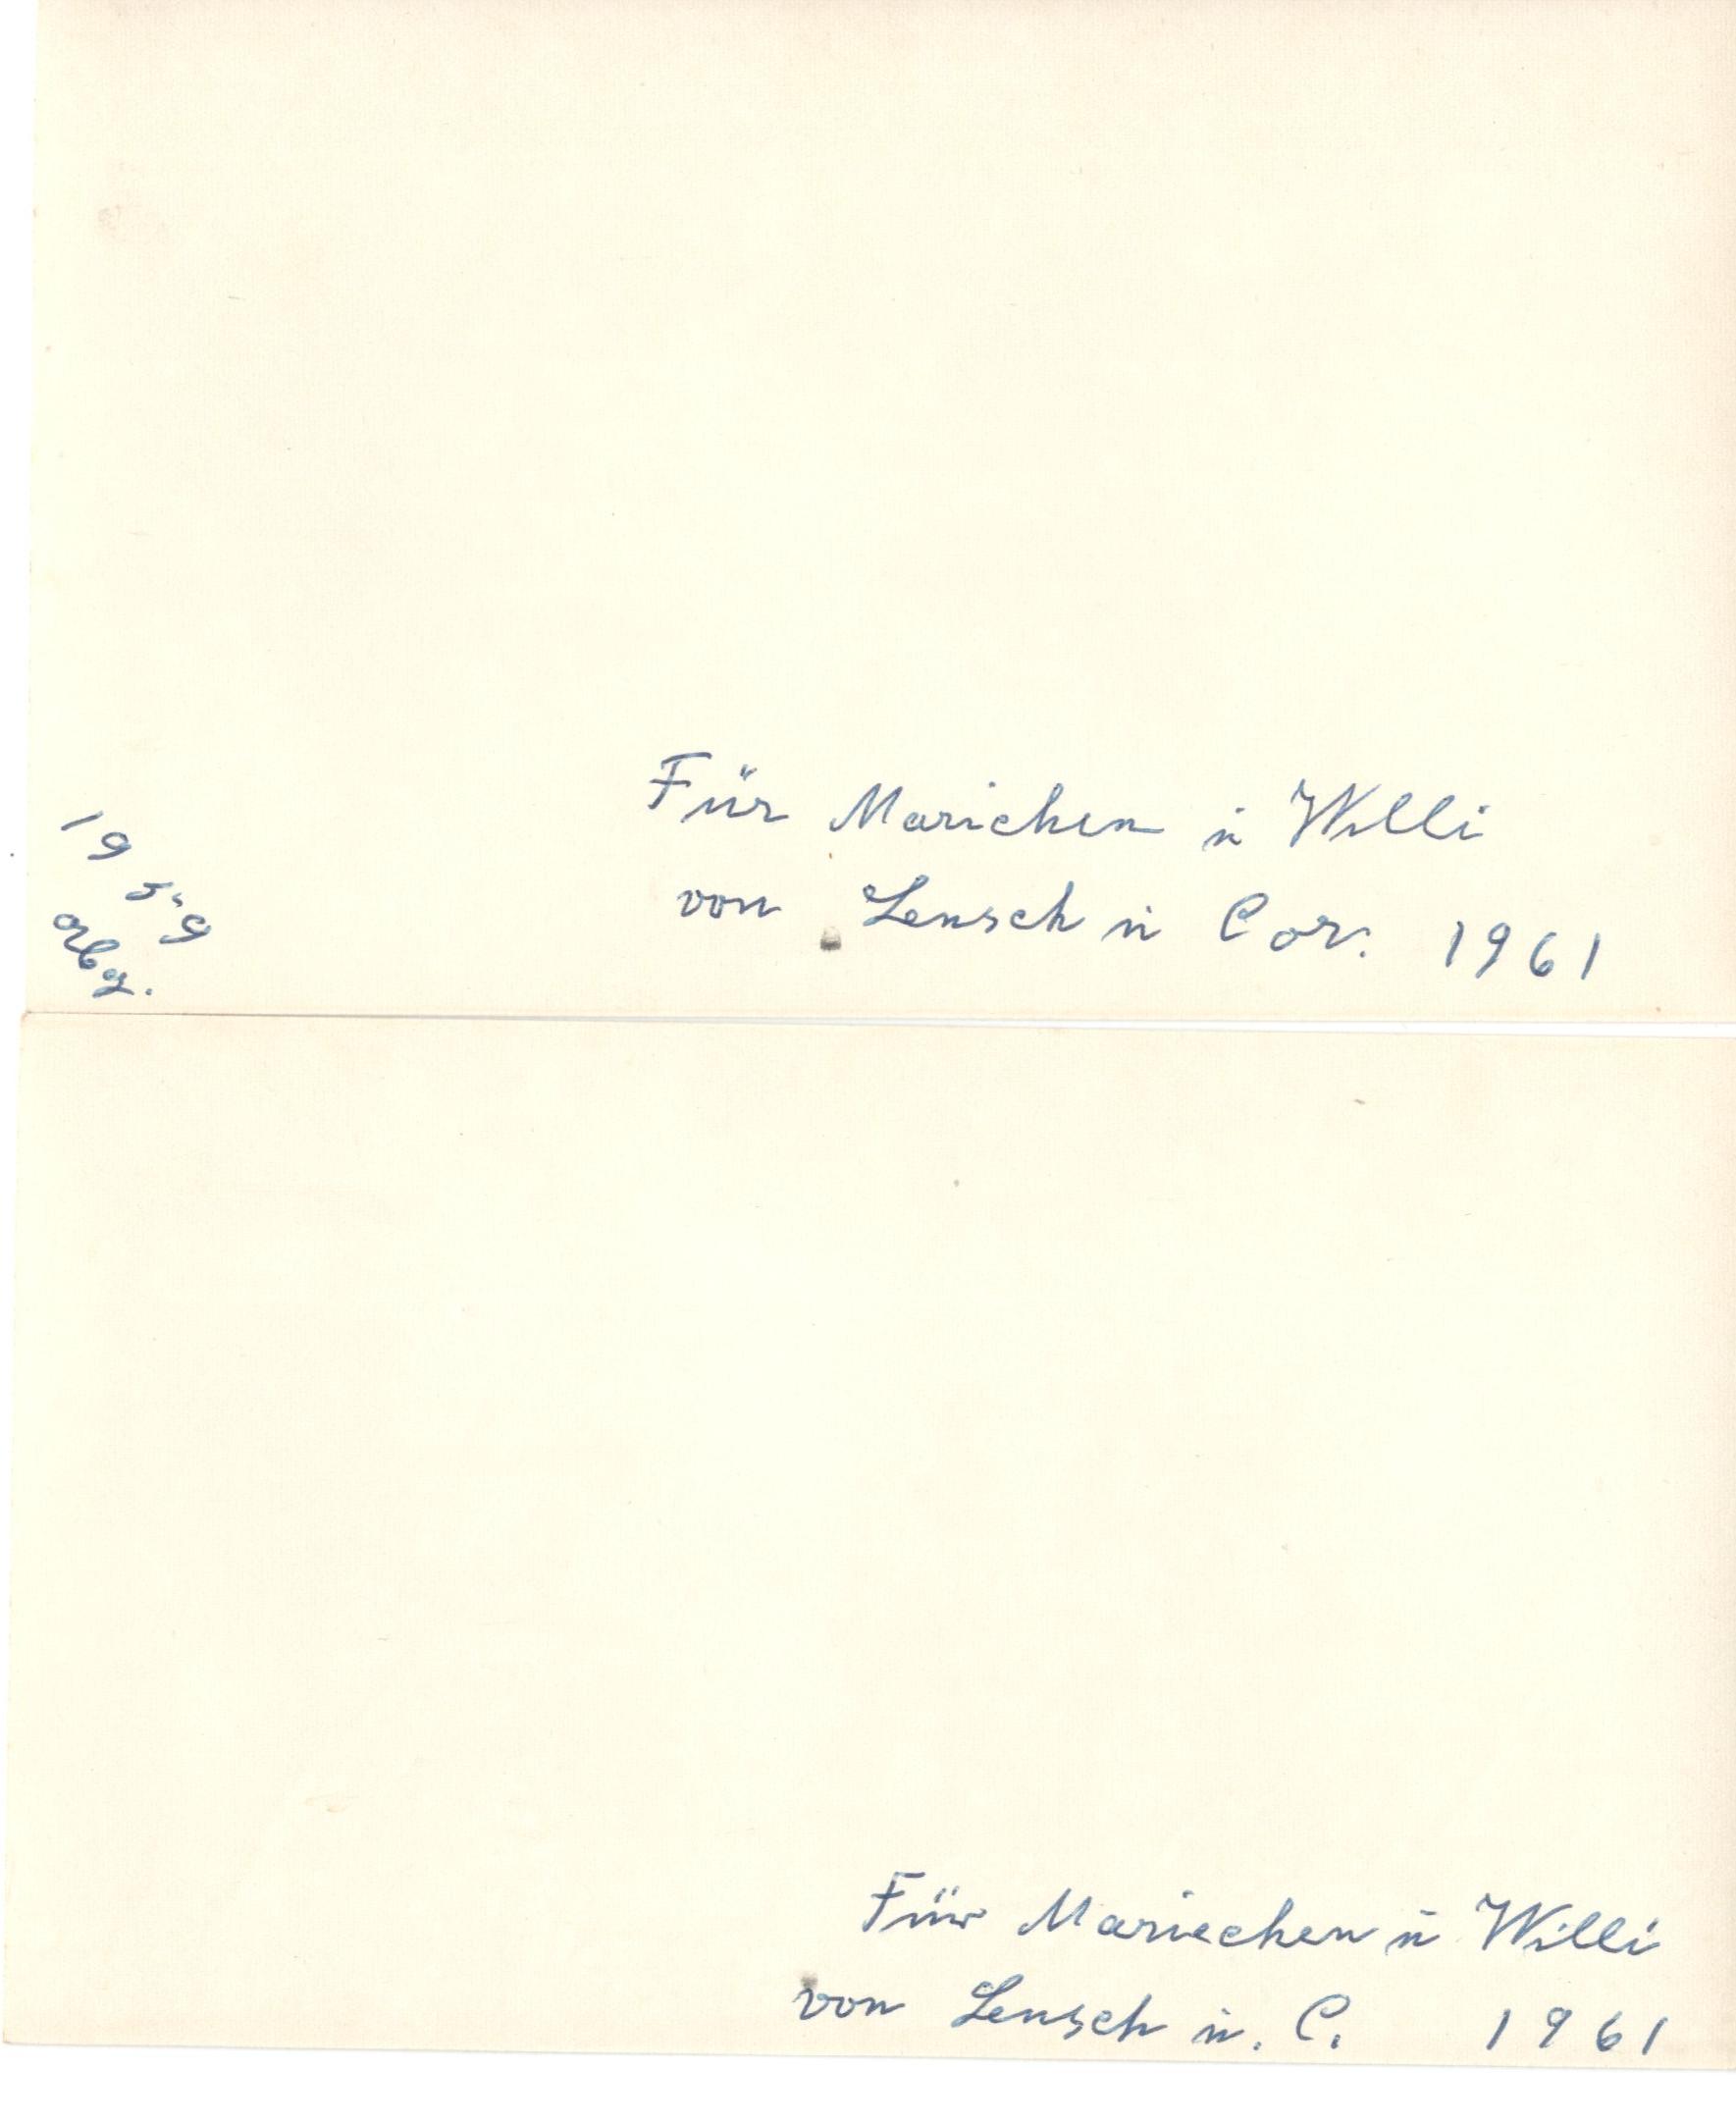 Für Marichen u Willi
von Lensch u Cor. 1961
1959
Für Mariechen u Willi
von Lensch u. C. 1961